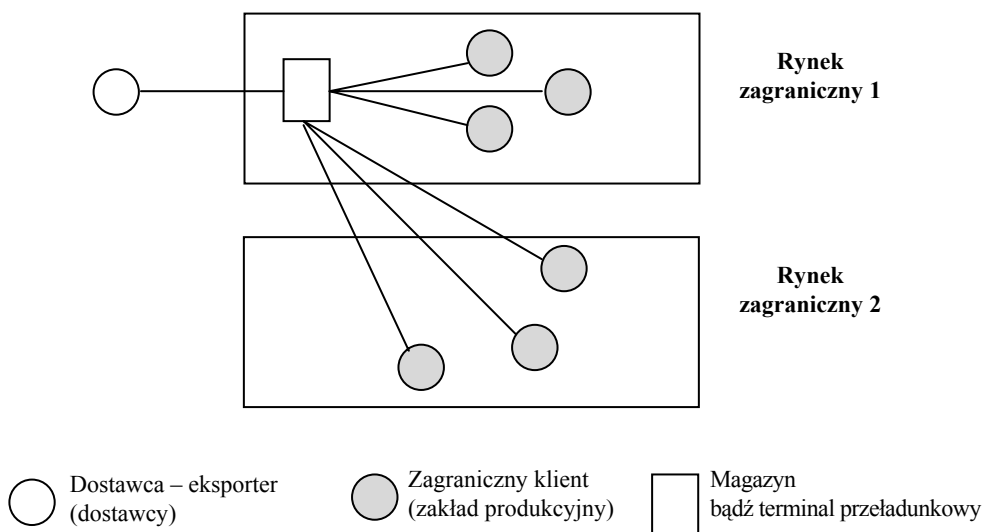 Rynek
zagraniczny 1
Rynek
zagraniczny 2
Dostawca – eksporter
(dostawcy)
Zagraniczny klient
(zakład produkcyjny)
Magazyn
bądź terminal przeładunkowy